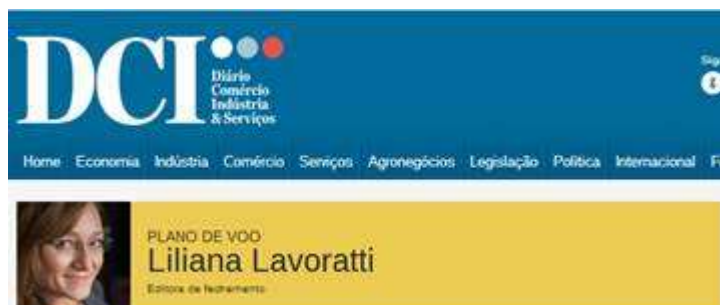 DCI
Diário
Comércio
Indústria
& Serviços
Home Economia Indústria Comércio Serviços Agronegócios Legislação Política Internacional
PLANO DE VOO
Liliana Lavoratti
Editora de fechamento